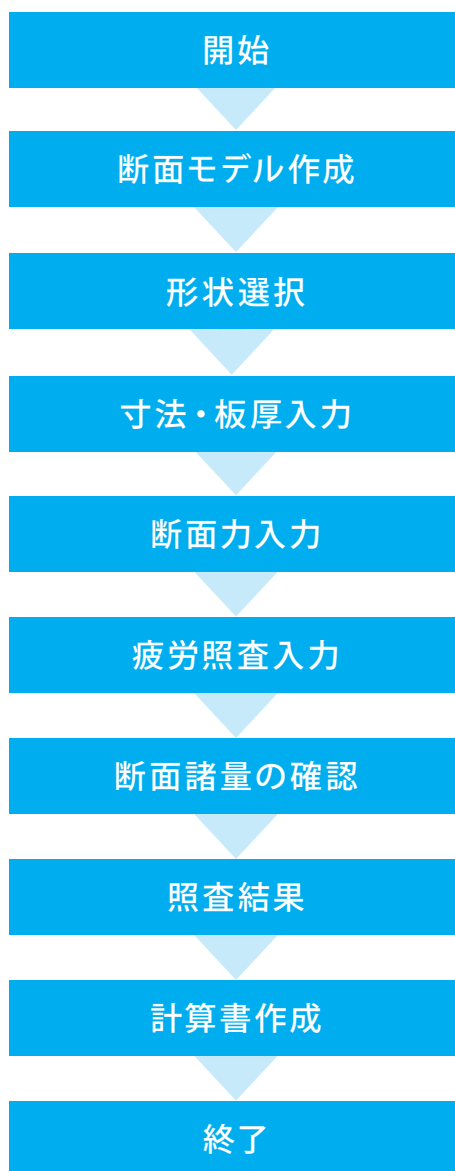 開始
断面モデル作成
形状選択
寸法・板厚入力
断面力入力
疲労照査入力
断面諸量の確認
照査結果
計算書作成
終了